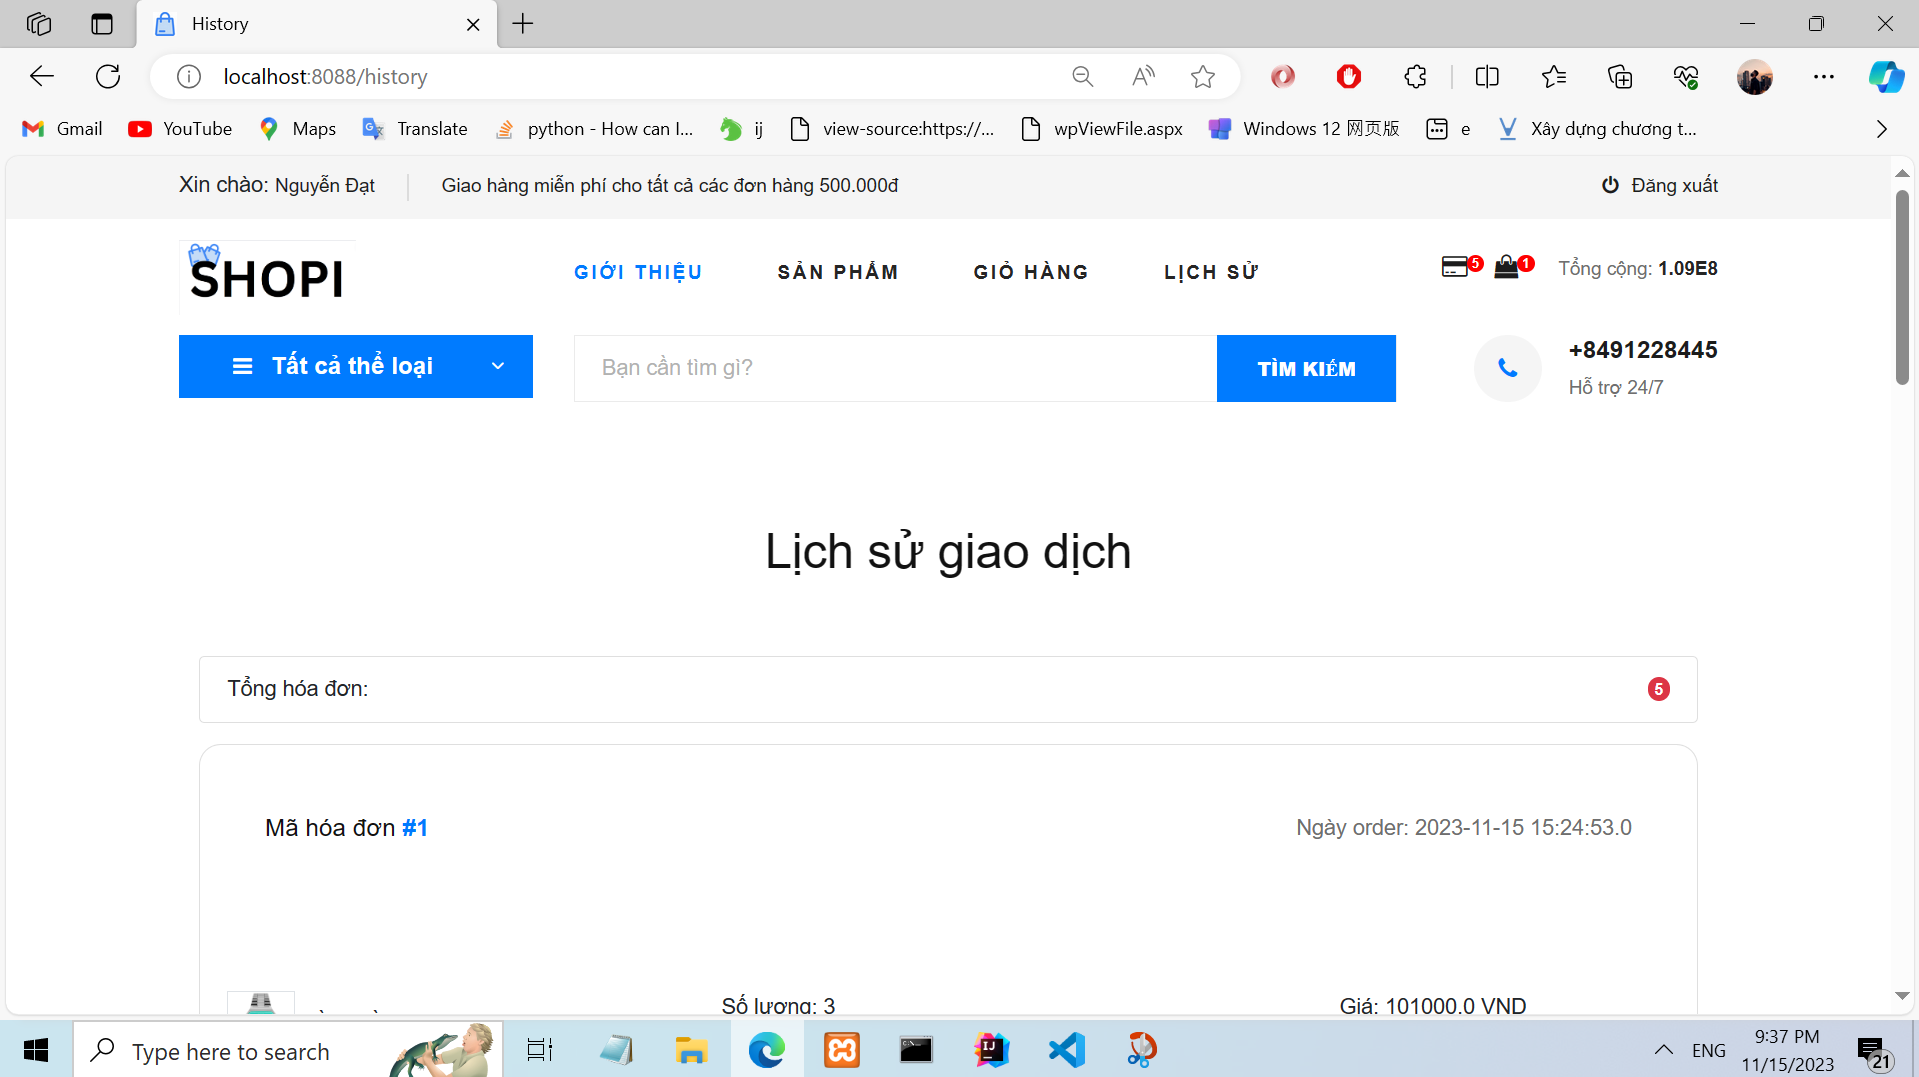 History
localhost:8088/history
Gmail
YouTube
Maps
Translate
python - How can I...
ij
view-source:https://...
wpViewFile.aspx
Windows 12 网页版
e
Xây dựng chương t...
Xin chào: Nguyễn Đạt
Giao hàng miễn phí cho tất cả các đơn hàng 500.000đ
Đăng xuất
SHOPI
GIỚI THIỆU
SẢN PHẨM
GIỎ HÀNG
LỊCH SỬ
5
1
Tổng cộng: 1.09E8
Tất cả thể loại
Bạn cần tìm gì?
TÌM KIẾM
+8491228445
Hỗ trợ 24/7
Lịch sử giao dịch
Tổng hóa đơn:
5
Mã hóa đơn #1
Ngày order: 2023-11-15 15:24:53.0
Số lượng: 3
Giá: 101000.0 VND
Type here to search
ENG
9:37 PM
11/15/2023
21